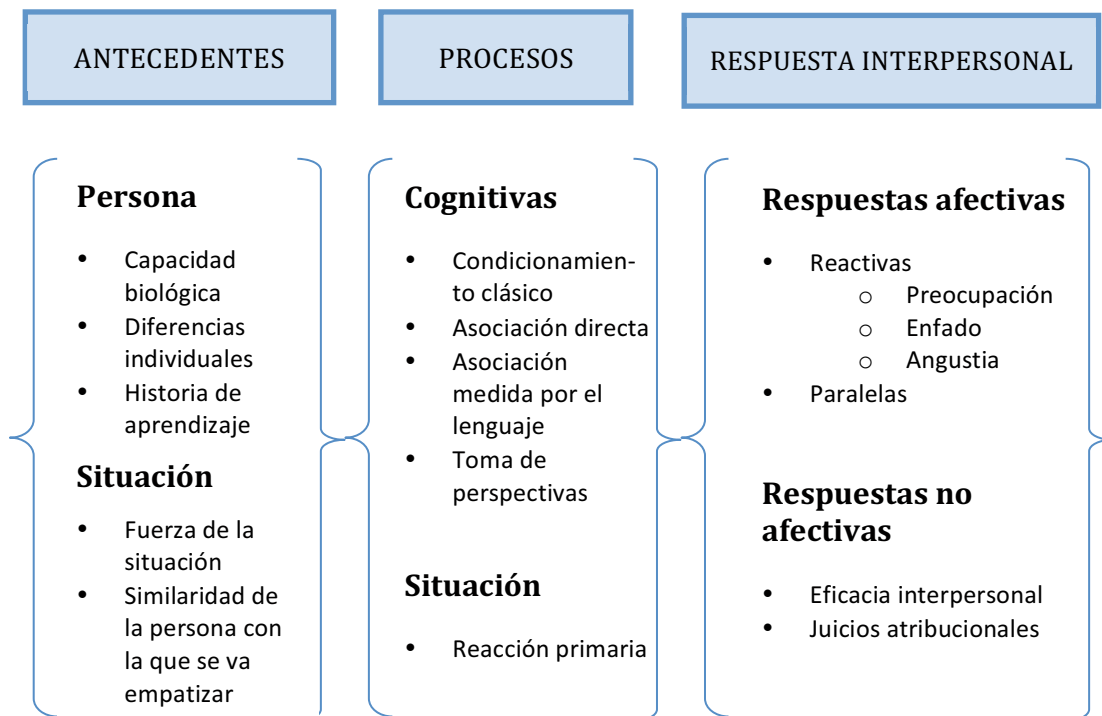 ANTECEDENTES
PROCESOS
RESPUESTA INTERPERSONAL
Persona
• Capacidad
biológica
• Diferencias
individuales
• Historia de
aprendizaje
Situación
• Fuerza de la
situación
• Similaridad de
la persona con
la que se va
empatizar
Cognitivas
• Condicionamien-
to clásico
• Asociación directa
• Asociación
medida por el
lenguaje
• Toma de
perspectivas
Situación
• Reacción primaria
Respuestas afectivas
• Reactivas
o Preocupación
o Enfado
o Angustia
• Paralelas
Respuestas no
afectivas
• Eficacia interpersonal
• Juicios atribucionales